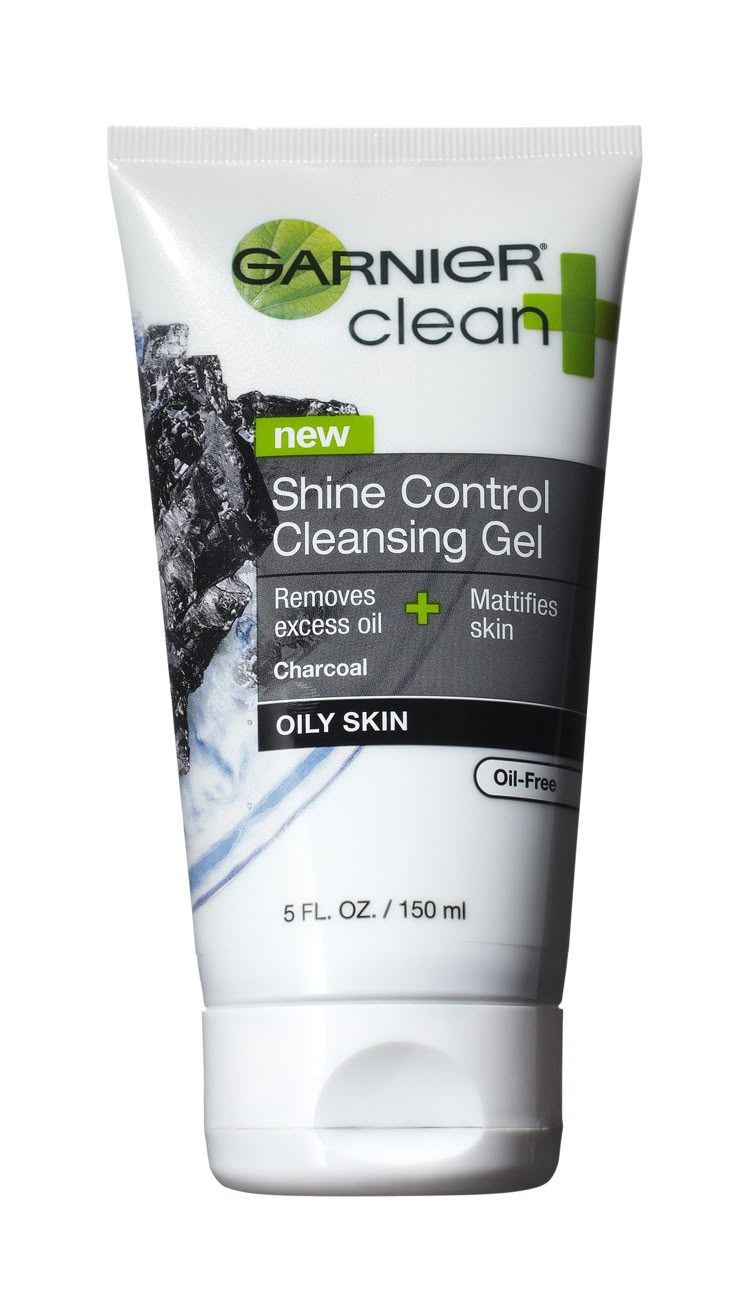 GARNIER®
clean+
new
Shine Control
Cleansing Gel
Removes
excess oil
+
Mattifies
skin
Charcoal
OILY SKIN
Oil-Free
5 FL. OZ. / 150 ml